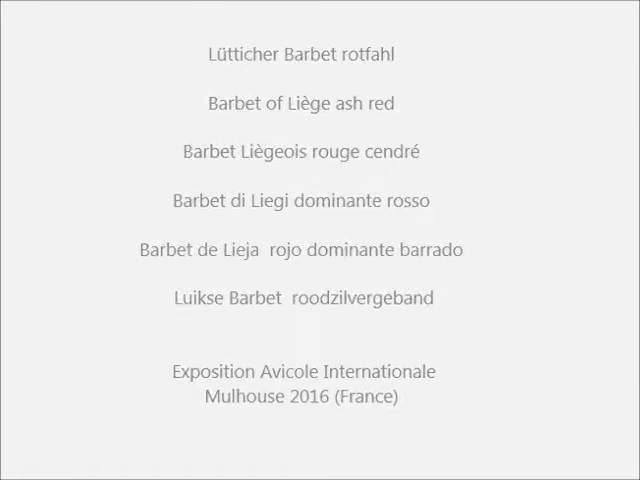 Lütticher Barbet rotfahl
Barbet of Liège ash red
Barbet Liègeois rouge cendré
Barbet di Liegi dominante rosso
Barbet de Lieja  rojo dominante barrado
Luikse Barbet  roodzilvergeband
Exposition Avicole Internationale
Mulhouse 2016 (France)